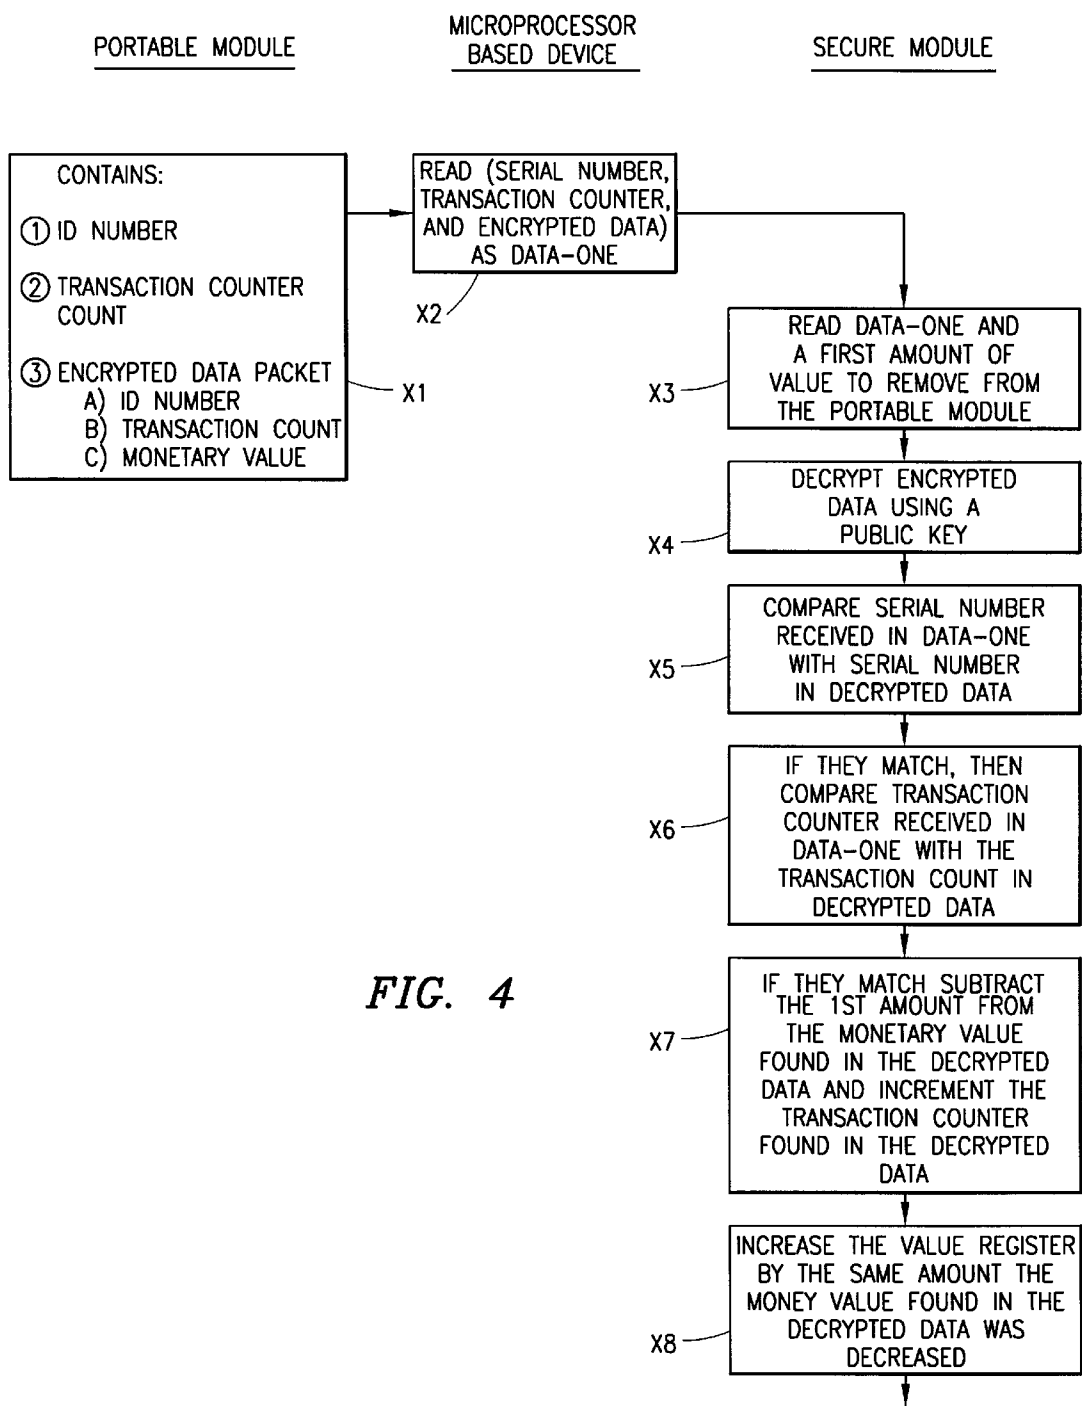 PORTABLE MODULE
MICROPROCESSOR
BASED DEVICE
SECURE MODULE
CONTAINS:
① ID NUMBER
② TRANSACTION COUNTER
COUNT
③ ENCRYPTED DATA PACKET
A) ID NUMBER
B) TRANSACTION COUNT
C) MONETARY VALUE
X1
READ (SERIAL NUMBER,
TRANSACTION COUNTER,
AND ENCRYPTED DATA)
AS DATA-ONE
X2
READ DATA-ONE AND
A FIRST AMOUNT OF
VALUE TO REMOVE FROM
THE PORTABLE MODULE
X3
DECRYPT ENCRYPTED
DATA USING A
PUBLIC KEY
X4
COMPARE SERIAL NUMBER
RECEIVED IN DATA-ONE
WITH SERIAL NUMBER
IN DECRYPTED DATA
X5
IF THEY MATCH, THEN
COMPARE TRANSACTION
COUNTER RECEIVED IN
DATA-ONE WITH THE
TRANSACTION COUNT IN
DECRYPTED DATA
X6
IF THEY MATCH SUBTRACT
THE 1ST AMOUNT FROM
THE MONETARY VALUE
FOUND IN THE DECRYPTED
DATA AND INCREMENT THE
TRANSACTION COUNTER
FOUND IN THE DECRYPTED
DATA
X7
INCREASE THE VALUE REGISTER
BY THE SAME AMOUNT THE
MONEY VALUE FOUND IN THE
DECRYPTED DATA WAS
DECREASED
X8
FIG. 4